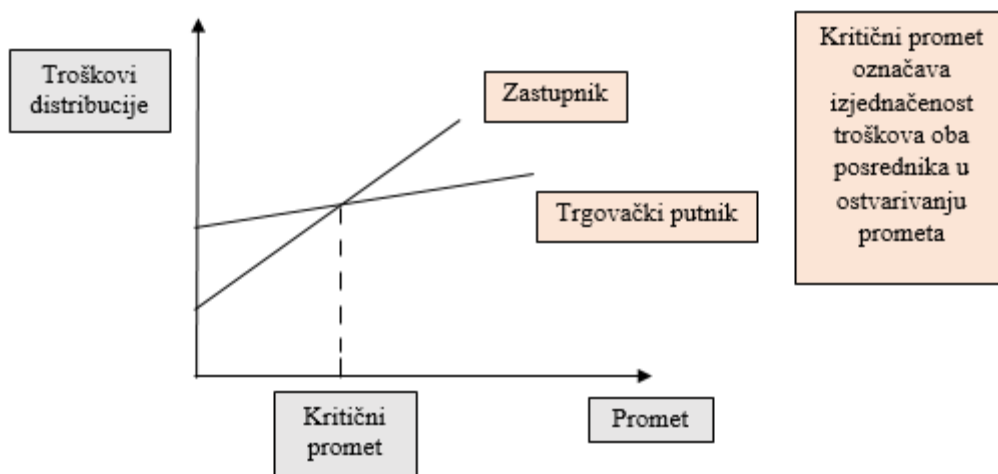 Troškovi
distribucije
Zastupnik
Trgovački putnik
Kritični
promet
Promet
Kritični promet
označava
izjednačenost
troškova oba
posrednika u
ostvarivanju
prometa